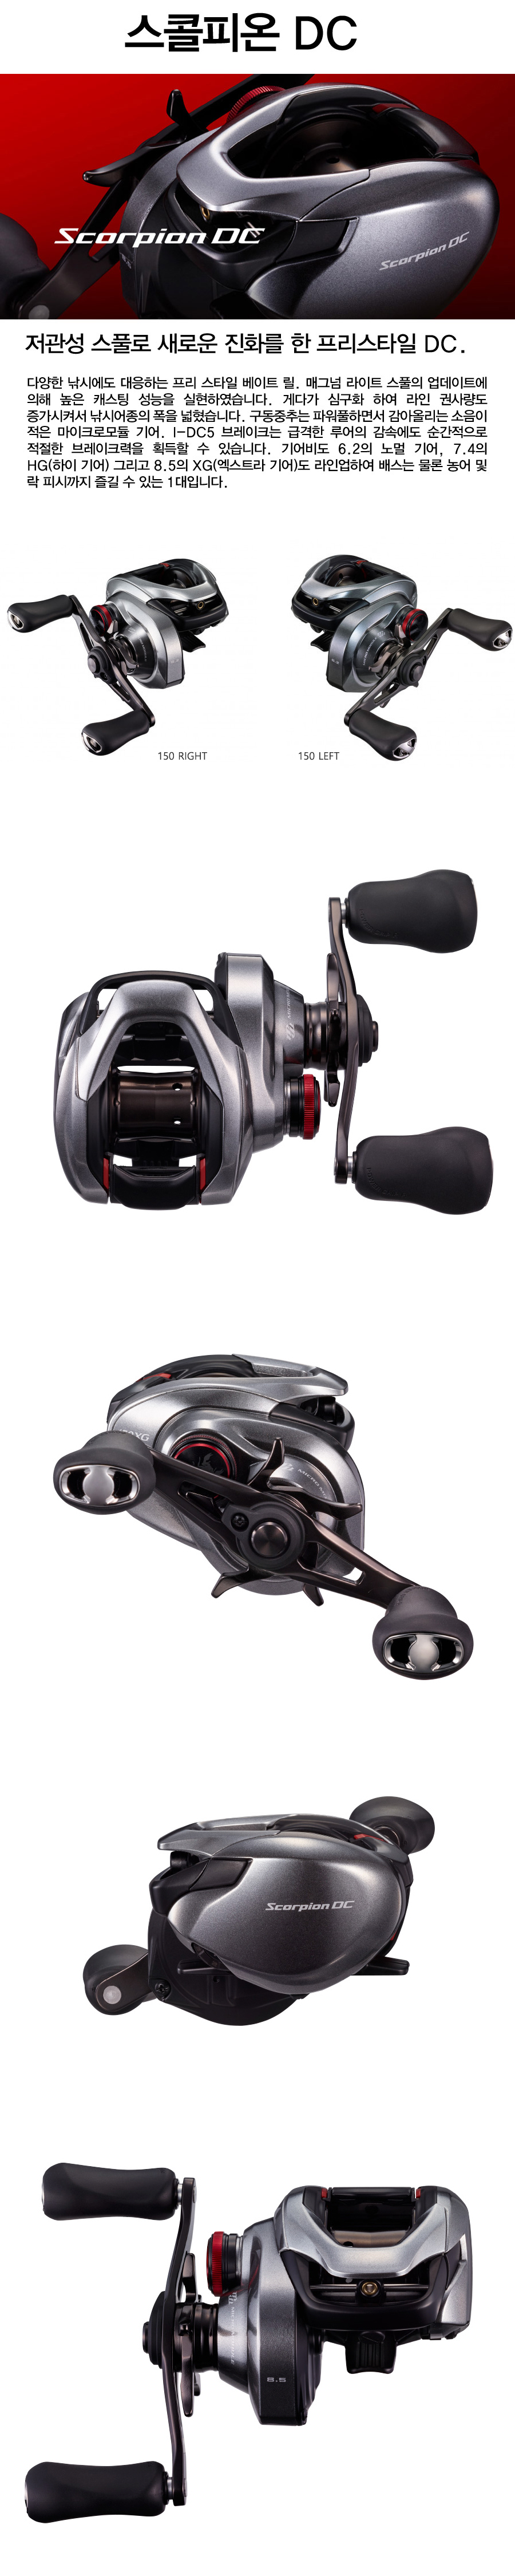 스콜피온 DC
Scorpion DC
Scorpion DC
저관성 스풀로 새로운 진화를 한 프리스타일 DC.
다양한 낚시에도 대응하는 프리 스타일 베이트 릴. 매그넘 라이트 스풀의 업데이트에
의해 높은 캐스팅 성능을 실현하였습니다. 게다가 심구화 하여 라인 권사량도
증가시켜서 낚시어종의 폭을 넓혔습니다. 구동중추는 파워풀하면서 감아올리는 소음이
적은 마이크로모듈 기어. I-DC5 브레이크는 급격한 루어의 감속에도 순간적으로
적절한 브레이크력을 획득할 수 있습니다. 기어비도 6.2의 노멀 기어, 7.4의
HG(하이 기어) 그리고 8.5의 XG(엑스트라 기어)도 라인업하여 배스는 물론 농어 및
락 피시까지 즐길 수 있는 1대입니다.
150 RIGHT
150 LEFT
Scorpion DC
8.5